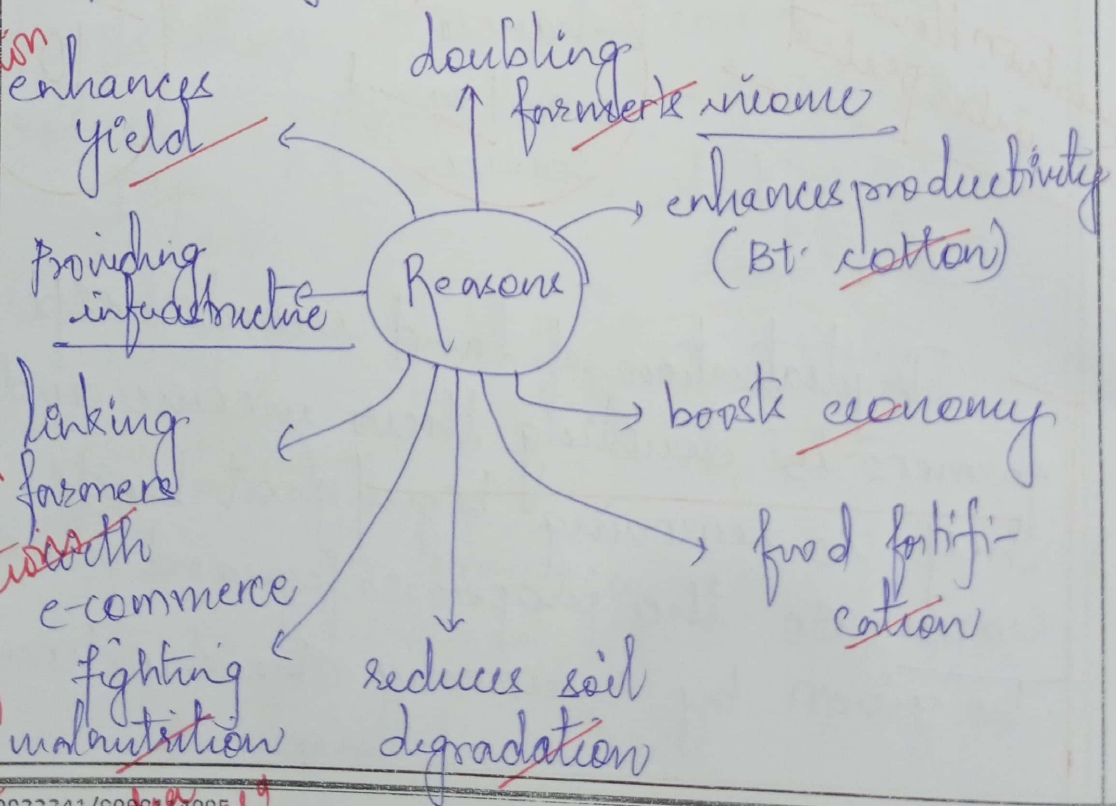 doubling
farmer's income
enhances
yield
enhances productivity
(Bt. cotton)
Providing
infrastructure
Reasons
linking
farmers
with
e-commerce
boosts economy
food fortifi-
cation
fighting
malnutrition
reduces soil
degradation